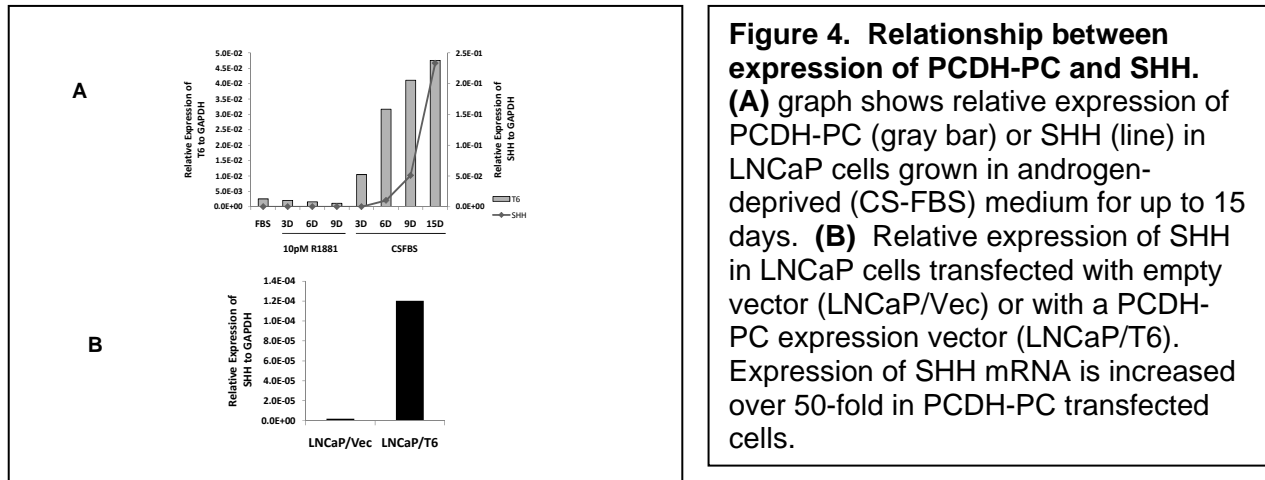 A
Relative Expression of
T6 to GAPDH
5.0E-02
4.5E-02
4.0E-02
3.5E-02
3.0E-02
2.5E-02
2.0E-02
1.5E-02
1.0E-02
5.0E-03
0.0E+00
2.5E-01
2.0E-01
1.5E-01
1.0E-01
5.0E-02
0.0E+00
Relative Expression of
SHH to GAPDH
T6
SHH
FBS 3D 6D 9D 3D 6D 9D 15D
10pM R1881 CSFBS
B
Relative Expression of
SHH to GAPDH
1.4E-04
1.2E-04
1.0E-04
8.0E-05
6.0E-05
4.0E-05
2.0E-05
0.0E+00
LNCaP/Vec LNCaP/T6
Figure 4. Relationship between
expression of PCDH-PC and SHH.
(A) graph shows relative expression of
PCDH-PC (gray bar) or SHH (line) in
LNCaP cells grown in androgen-
deprived (CS-FBS) medium for up to 15
days. (B) Relative expression of SHH
in LNCaP cells transfected with empty
vector (LNCaP/Vec) or with a PCDH-
PC expression vector (LNCaP/T6).
Expression of SHH mRNA is increased
over 50-fold in PCDH-PC transfected
cells.